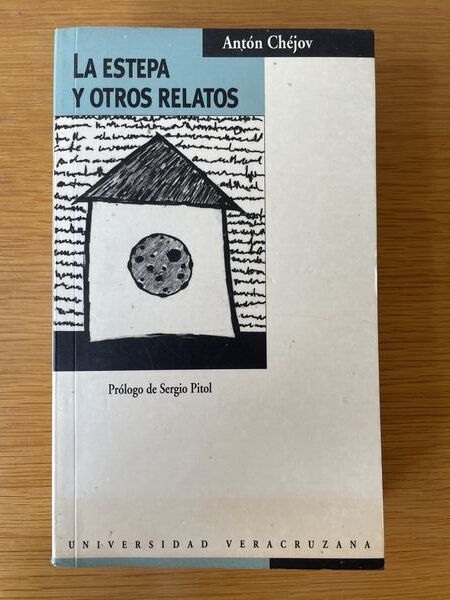 Antón Chéjov
LA ESTEPA
Y OTROS RELATOS
Prólogo de Sergio Pitol
UNIVERSIDAD VERACRUZANA